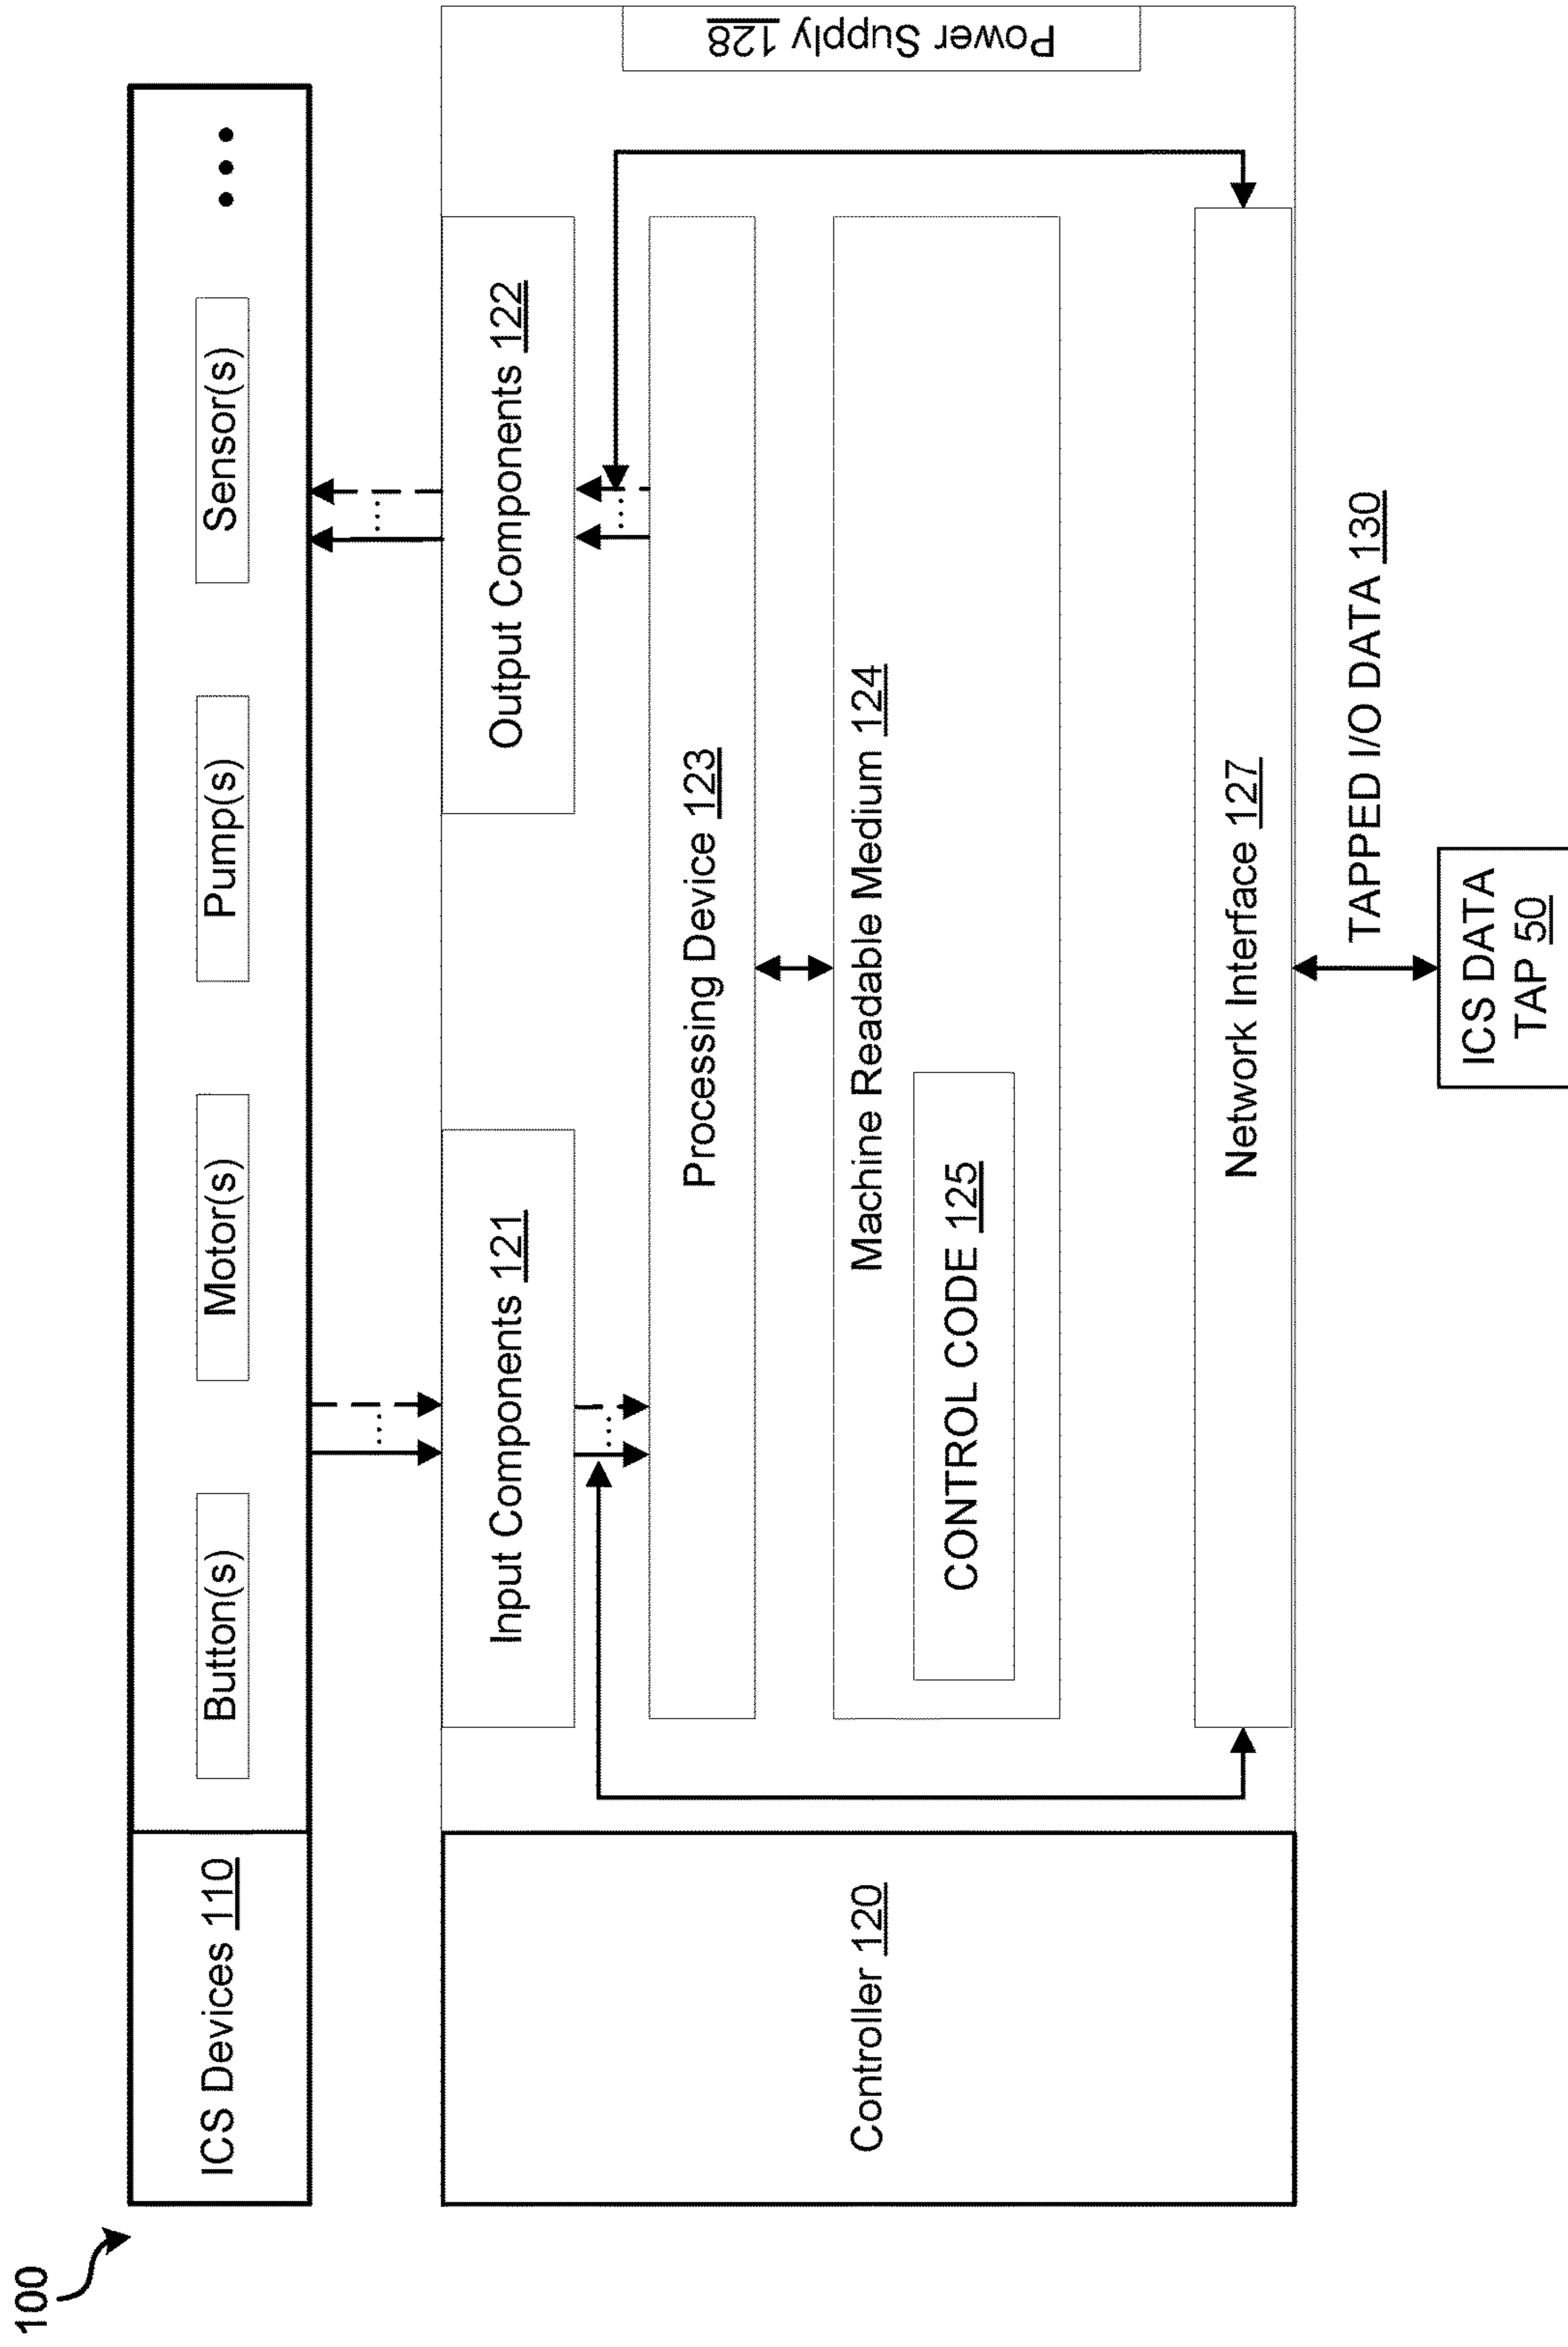 100
ICS Devices 110
Button(s)
Motor(s)
Pump(s)
Sensor(s)
Controller 120
Input Components 121
Output Components 122
Processing Device 123
Machine Readable Medium 124
CONTROL CODE 125
Network Interface 127
Power Supply 128
TAPPED I/O DATA 130
ICS DATA
TAP 50